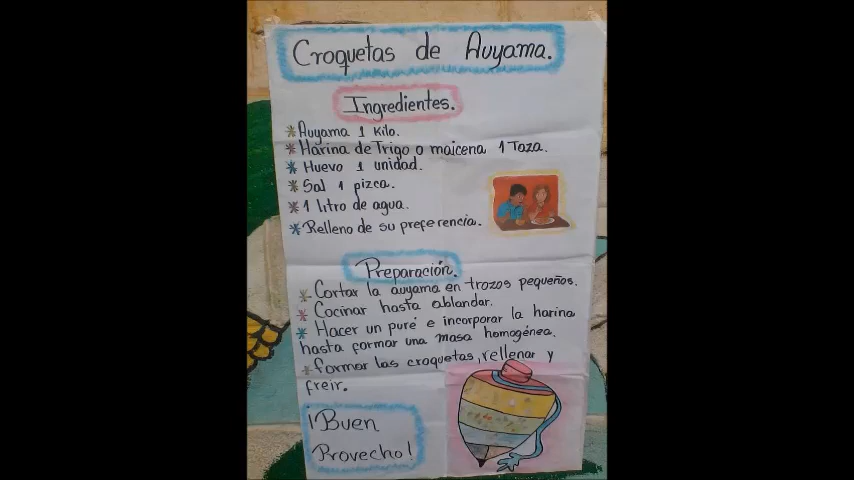 Croquetas de Auyama.
Ingredientes.
Auyama 1 Kilo.
Harina de Trigo o maicena 1 Taza.
Huevo 1 unidad.
Sal 1 pizca.
1 litro de agua.
Relleno de su preferencia.
Preparación.
Cortar la auyama en trozos pequeños.
Cocinar hasta ablandar.
Hacer un puré e incorporar la harina
hasta formar una masa homogénea.
formar las croquetas, rellenar y
freír.
¡Buen
Provecho!